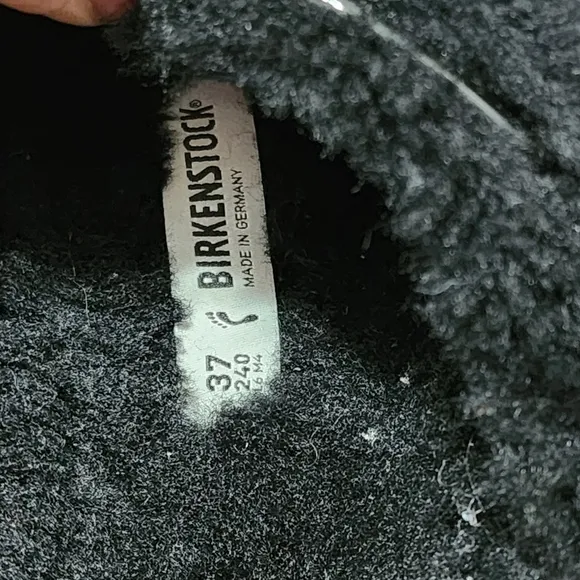 BIRKENSTOCK®
MADE IN GERMANY
37
240
L6 M4